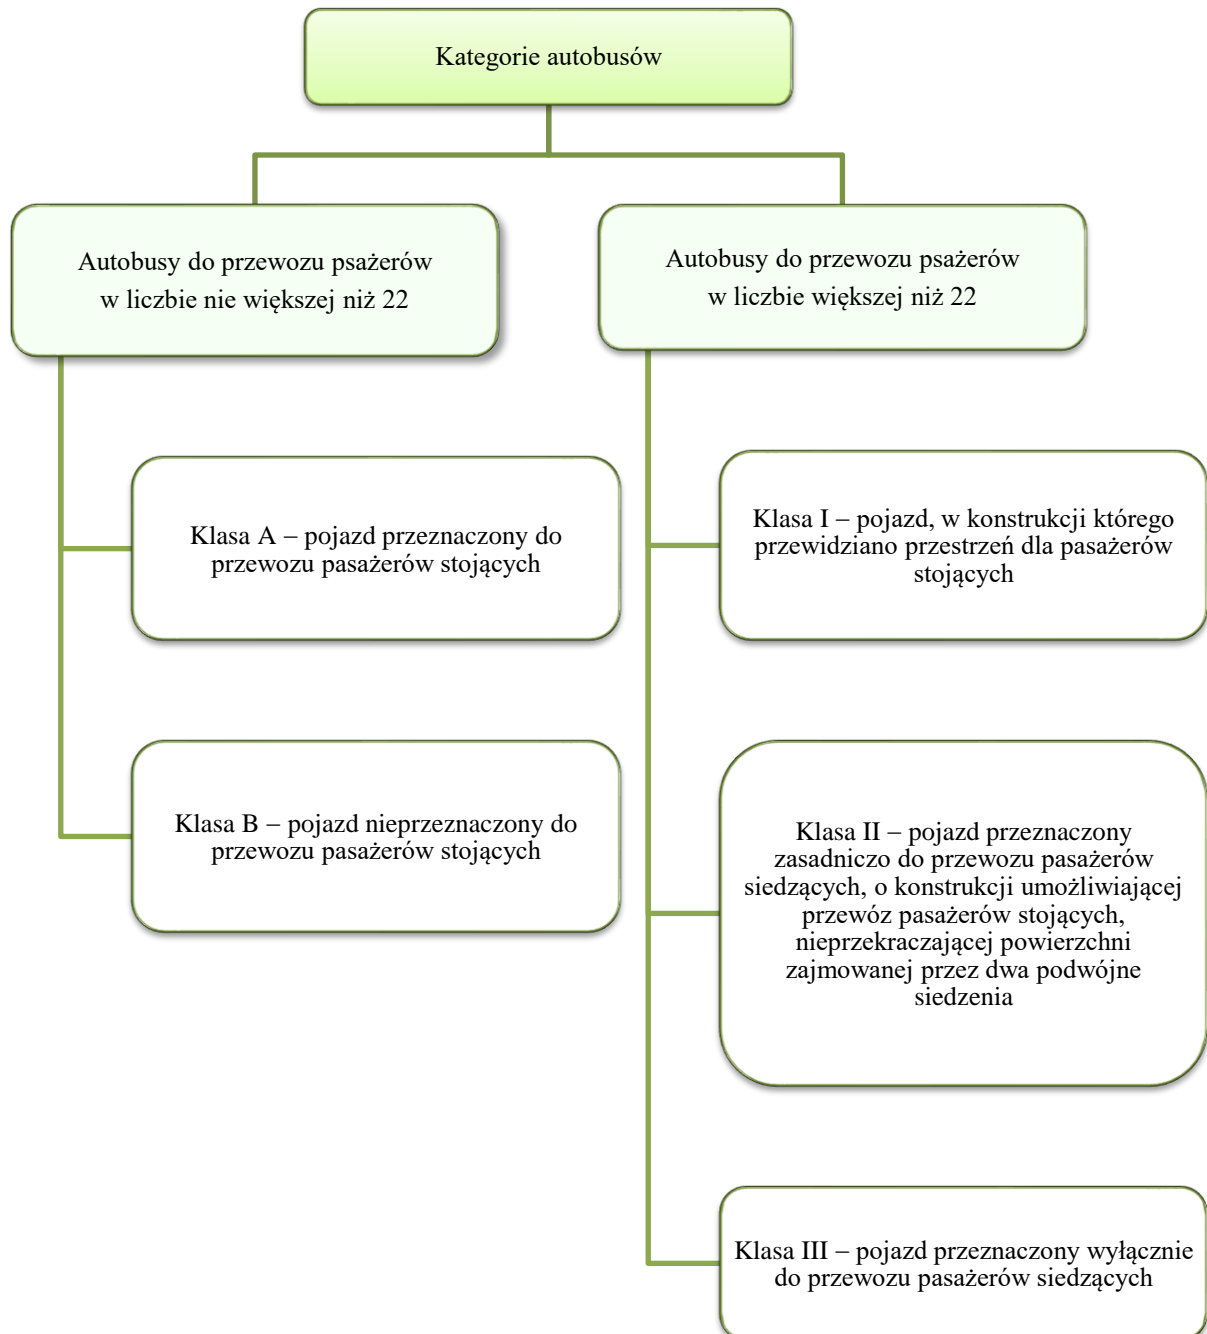 Kategorie autobusów
Autobusy do przewozu psażerów
w liczbie nie większej niż 22
Autobusy do przewozu psażerów
w liczbie większej niż 22
Klasa A – pojazd przeznaczony do
przewozu pasażerów stojących
Klasa B – pojazd nieprzeznaczony do
przewozu pasażerów stojących
Klasa I – pojazd, w konstrukcji którego
przewidziano przestrzeń dla pasażerów
stojących
Klasa II – pojazd przeznaczony
zasadniczo do przewozu pasażerów
siedzących, o konstrukcji umożliwiającej
przewóz pasażerów stojących,
nieprzekraczającej powierzchni
zajmowanej przez dwa podwójne
siedzenia
Klasa III – pojazd przeznaczony wyłącznie
do przewozu pasażerów siedzących